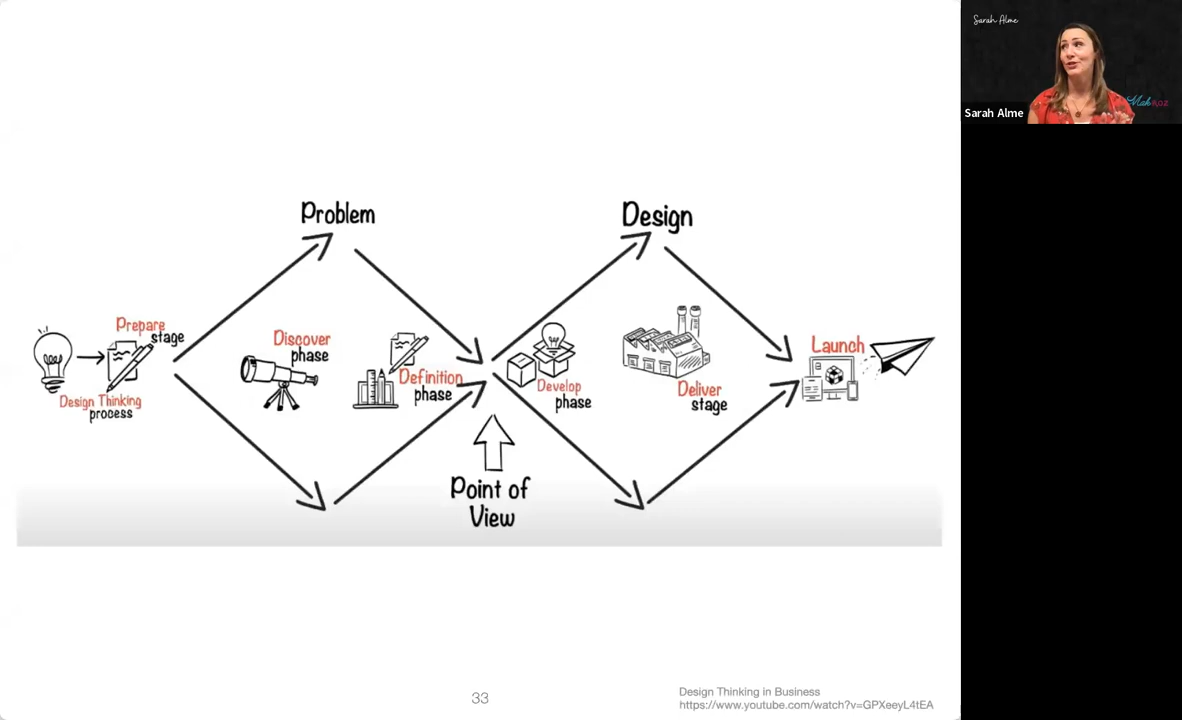 Sarah Alme
Makhoz
Sarah Alme
Problem
Design
Prepare
stage
Design Thinking
process
Discover
phase
Definition
phase
Develop
phase
Deliver
stage
Launch
Point of
View
33
Design Thinking in Business
https://www.youtube.com/watch?v=GPXeeyL4tEA